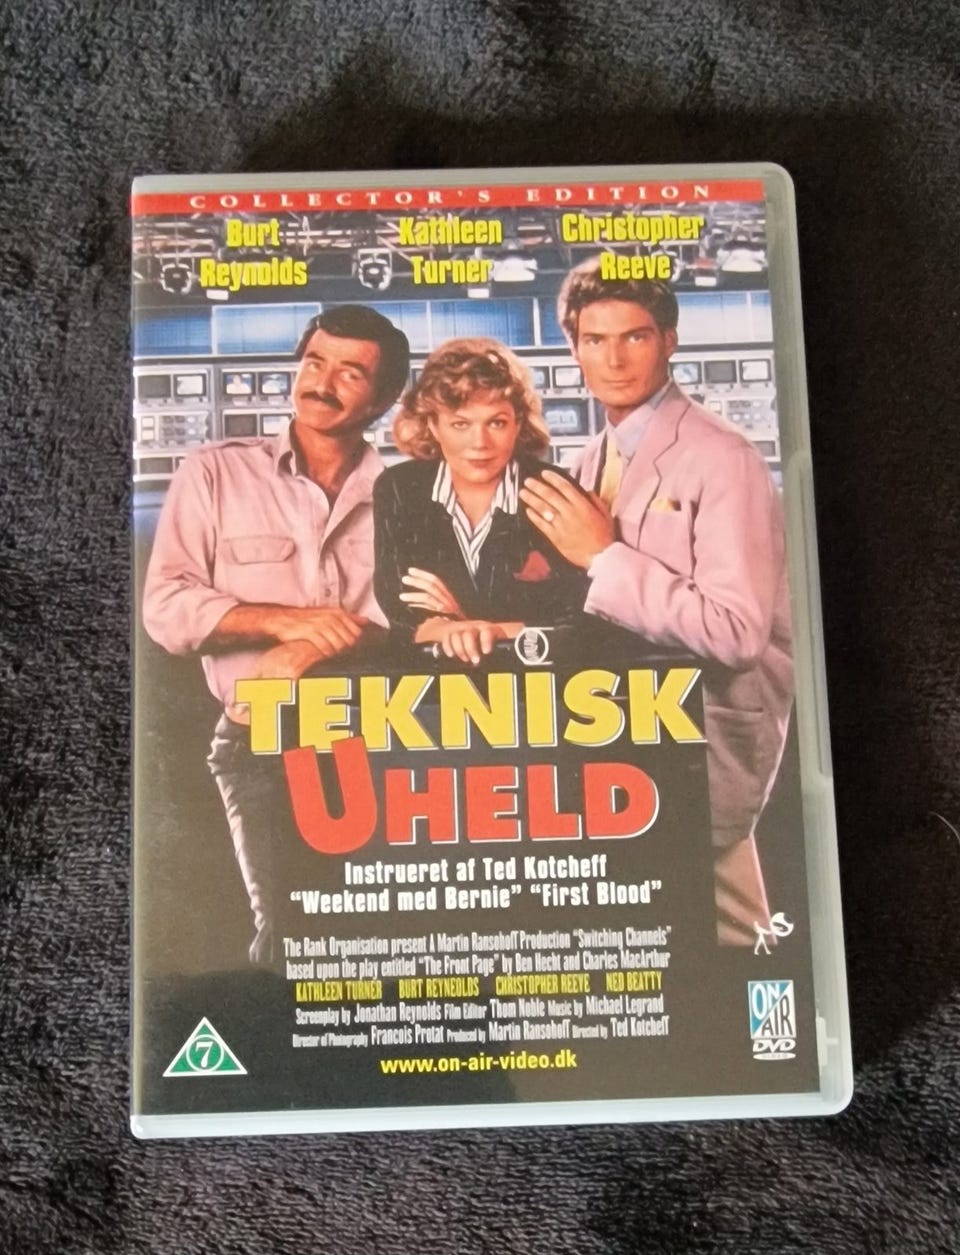 COLLECTOR'S EDITION
Burt Reynolds
Kathleen Turner
Christopher Reeve
TEKNISK
UHELD
Instrueret af Ted Kotcheff
"Weekend med Bernie" "First Blood"
The Rank Organisation present A Martin Ransohoff Production "Switching Channels"
based upon the play entitled "The Front Page" by Ben Hecht and Charles MacArthur
KATHLEEN TURNER BURT REYNEOLDS CHRISTOPHER REEVE NED BEATTY
Screenplay by Jonathan Reynolds Film Editor Thom Noble Music by Michael Legrand
Director of Photography Francois Protat Produced by Martin Ransohoff Directed by Ted Kotcheff
www.on-air-video.dk
7
ON
AIR
DVD
VIDEO